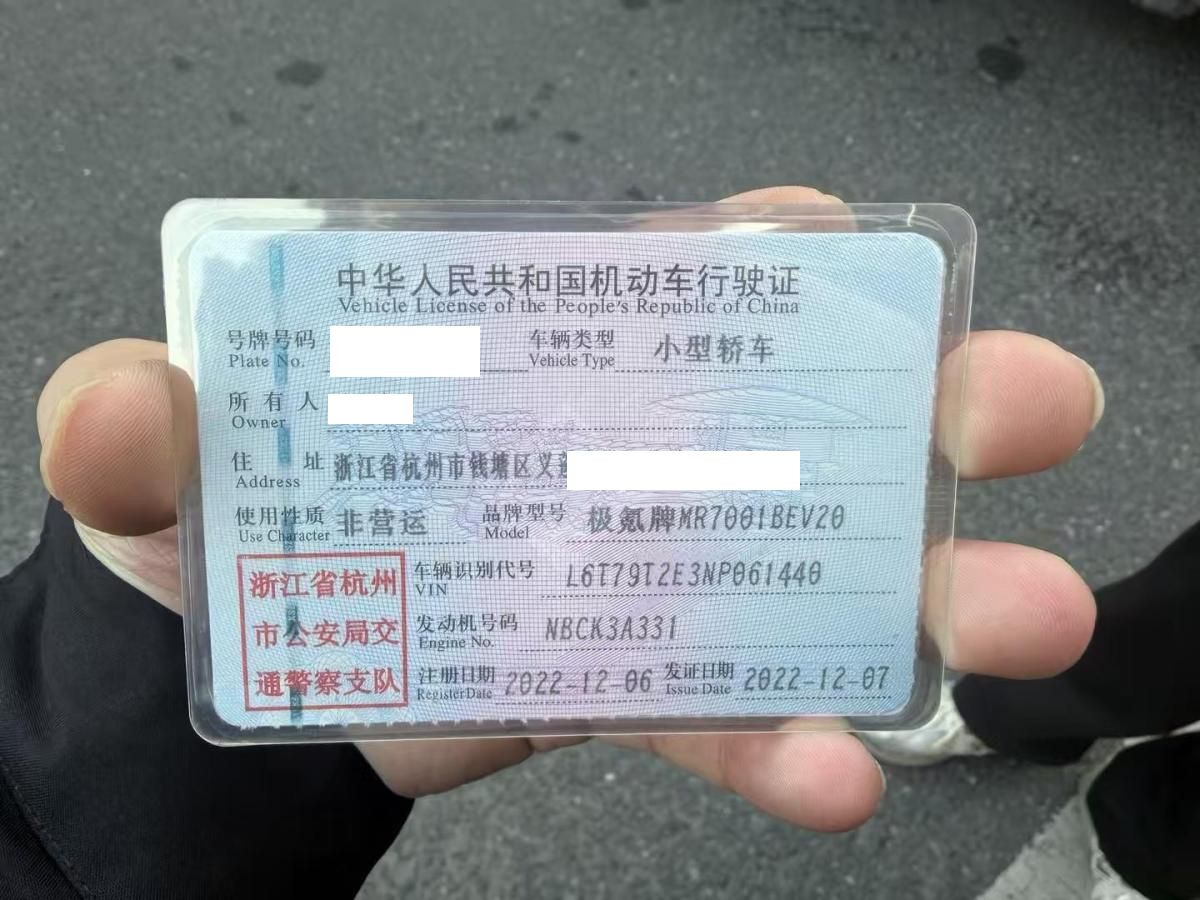 中华人民共和国机动车行驶证
Vehicle License of the People's Republic of China
号牌号码 车辆类型 小型轿车
Plate No. Vehicle Type
所有人
Owner
住址 浙江省杭州市钱塘区义
Address
使用性质 非营运 品牌型号 极氪牌MR7001BEV20
Use Character Model
浙江省杭州 车辆识别代号 L6T79T2E3NP061440
VIN
市公安局交 发动机号码 NBCK3A331
Engine No.
通警察支队 注册日期 2022-12-06 发证日期 2022-12-07
Register Date Issue Date